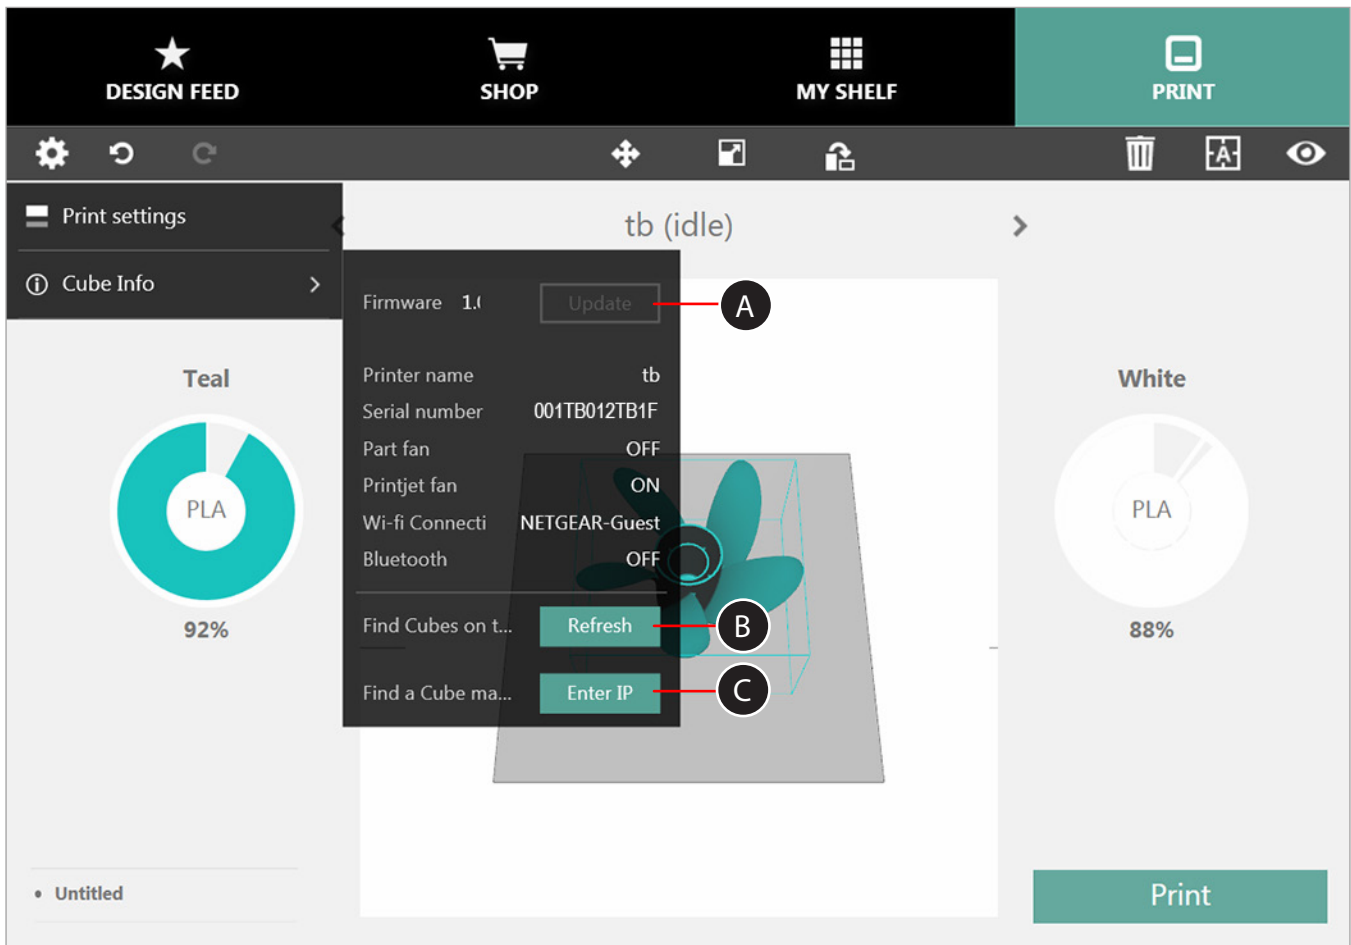 DESIGN FEED
SHOP
MY SHELF
PRINT
A
Print settings
tb (idle)
Cube Info
Firmware 1.0
Update
A
Teal
Printer name tb
White
Serial number 001TB012TB1F
Part fan OFF
Printjet fan ON
PLA
PLA
Wi-fi Connecti NETGEAR-Guest
Bluetooth OFF
92%
Find Cubes on t... Refresh
B
88%
Find a Cube ma... Enter IP
C
• Untitled
Print